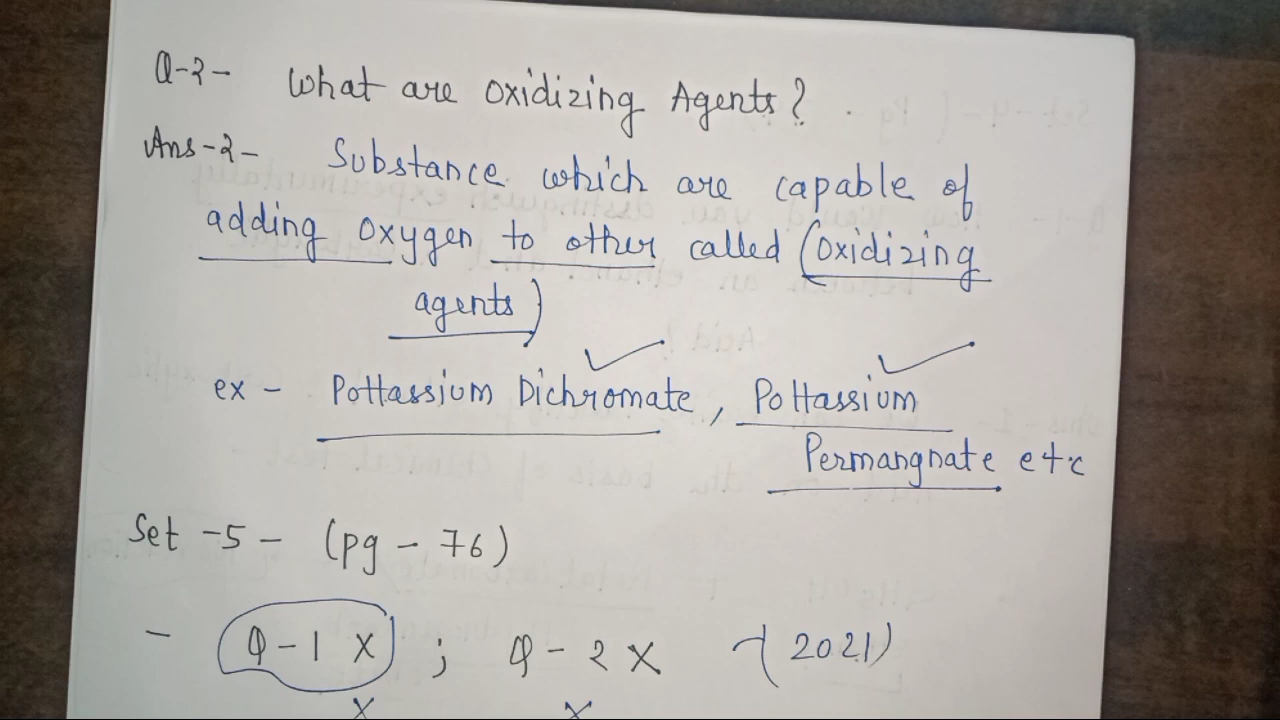 Q-2- What are Oxidizing Agents?
Ans-2- Substance which are capable of
adding oxygen to other called (Oxidizing
agents)
ex - Pottassium Dichromate, Pottassium
Permangnate etc
Set -5- (pg - 76)
- Q-1 X ; Q-2 X (2021)
X X